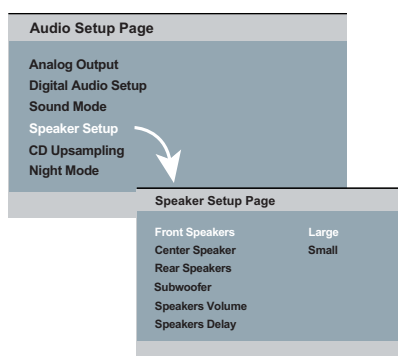 Audio Setup Page
Analog Output
Digital Audio Setup
Sound Mode
Speaker Setup
CD Upsampling
Night Mode
Speaker Setup Page
Front Speakers Large
Center Speaker Small
Rear Speakers
Subwoofer
Speakers Volume
Speakers Delay